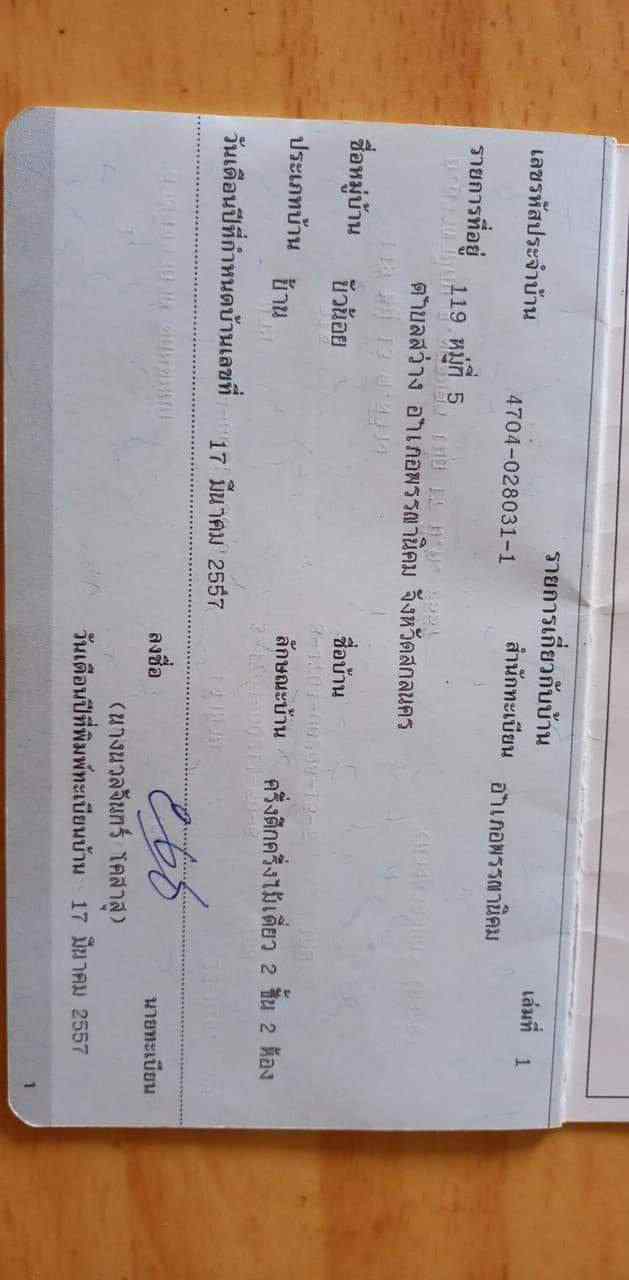 รายการเกี่ยวกับบ้าน เล่มที่ 1
เลขรหัสประจำบ้าน 4704-028031-1 สำนักทะเบียน อำเภอพรรณานิคม
รายการที่อยู่ 119 หมู่ที่ 5
ตำบลสว่าง อำเภอพรรณานิคม จังหวัดสกลนคร
ชื่อหมู่บ้าน บัวน้อย ชื่อบ้าน
ประเภทบ้าน บ้าน ลักษณะบ้าน ครึ่งตึกครึ่งไม้เดี่ยว 2 ชั้น 2 ห้อง
วันเดือนปีที่กำหนดบ้านเลขที่ 17 มีนาคม 2557
ลงชื่อ นายทะเบียน
(นางนวลจันทร์ โคสาสุ)
วันเดือนปีที่พิมพ์ทะเบียนบ้าน 17 มีนาคม 2557
1